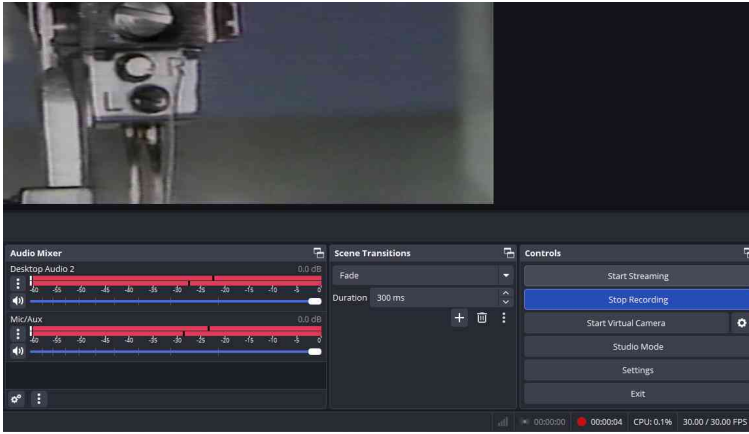 R
L
Audio Mixer
Desktop Audio 2 0.0 dB
-60 -55 -50 -45 -40 -35 -30 -25 -20 -15 -10 -5 0
Mic/Aux 0.0 dB
-60 -55 -50 -45 -40 -35 -30 -25 -20 -15 -10 -5 0
Scene Transitions
Fade
Duration 300 ms
Controls
Start Streaming
Stop Recording
Start Virtual Camera
Studio Mode
Settings
Exit
00:00:00 00:00:04 CPU: 0.1% 30.00 / 30.00 FPS